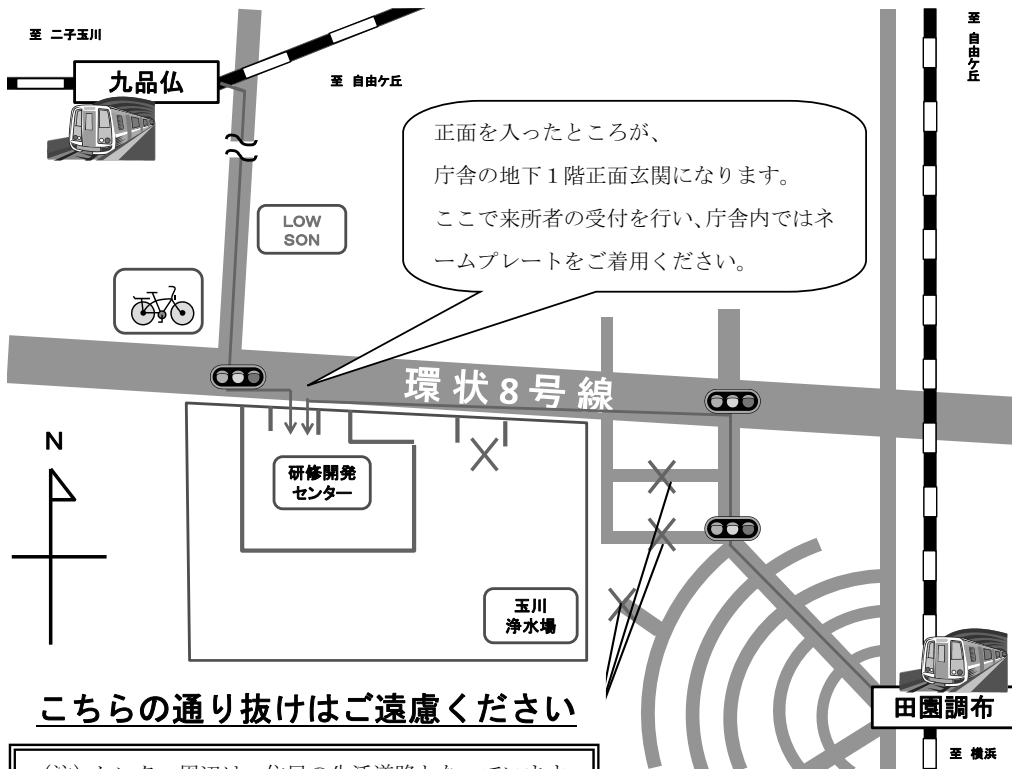 至 二子玉川
九品仏
至 自由ケ丘
至 自由ケ丘
正面を入ったところが、
庁舎の地下1階正面玄関になります。
ここで来所者の受付を行い、庁舎内ではネ
ームプレートをご着用ください。
LOW
SON
環状8号線
N
研修開発
センター
玉川
浄水場
こちらの通り抜けはご遠慮ください
田園調布
至 横浜